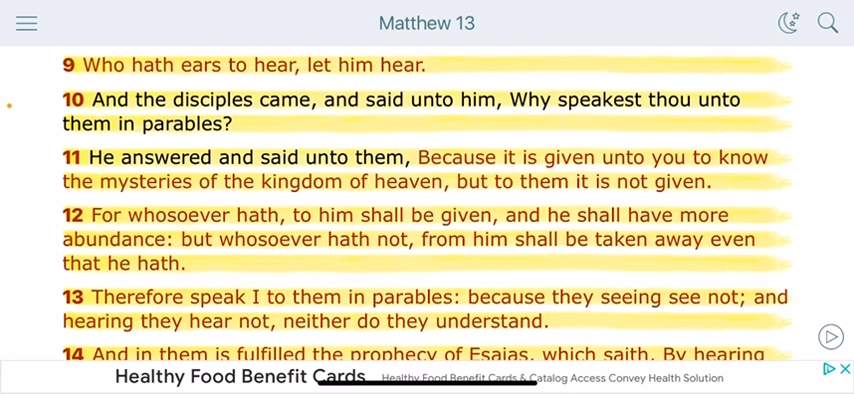 Matthew 13
9 Who hath ears to hear, let him hear.
10 And the disciples came, and said unto him, Why speakest thou unto
them in parables?
11 He answered and said unto them, Because it is given unto you to know
the mysteries of the kingdom of heaven, but to them it is not given.
12 For whosoever hath, to him shall be given, and he shall have more
abundance: but whosoever hath not, from him shall be taken away even
that he hath.
13 Therefore speak I to them in parables: because they seeing see not; and
hearing they hear not, neither do they understand.
14 And in them is fulfilled the prophecy of Esaias, which saith, By hearing
Healthy Food Benefit Cards
Healthy Food Benefit Cards & Catalog Access Convey Health Solution